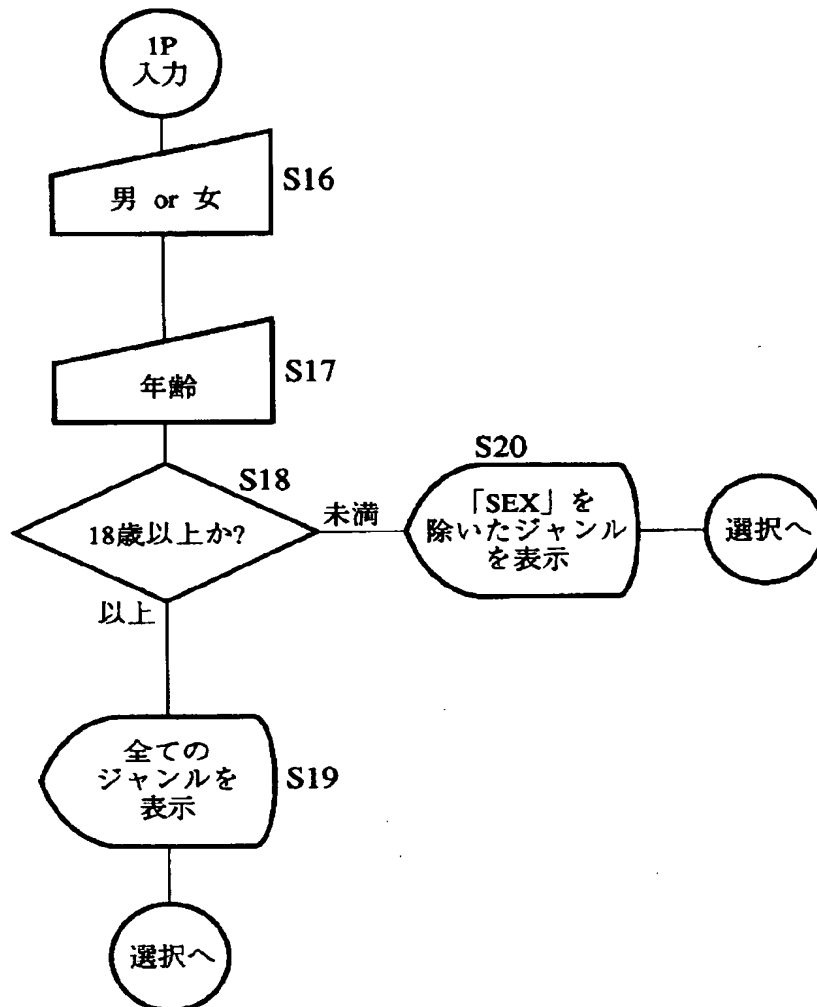 1P
入力
男 or 女
S16
年齢
S17
S18
18歳以上か?
未満
以上
S20
「SEX」を
除いたジャンル
を表示
選択へ
全ての
ジャンルを
表示
S19
選択へ